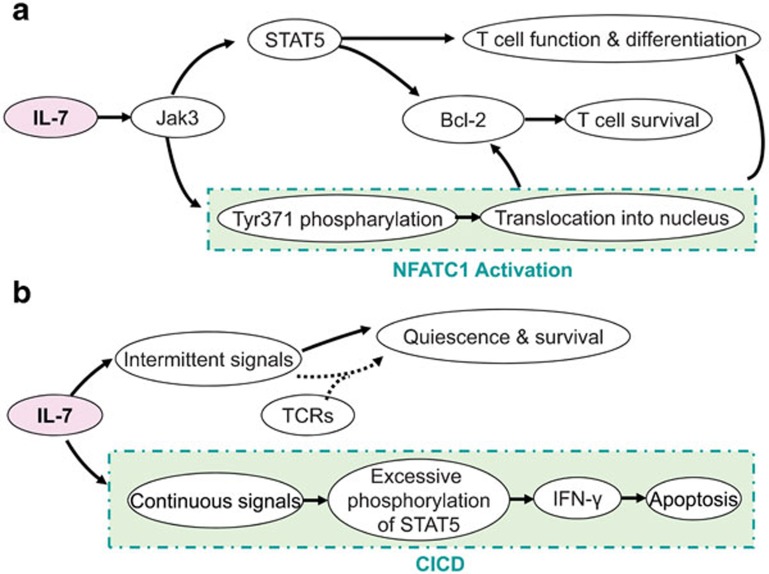 a
STAT5
T cell function & differentiation
IL-7
Jak3
Bcl-2
T cell survival
Tyr371 phospharylation
Translocation into nucleus
NFATC1 Activation
b
Quiescence & survival
Intermittent signals
IL-7
TCRs
Continuous signals
Excessive
phosphorylation
of STAT5
IFN-γ
Apoptosis
CICD